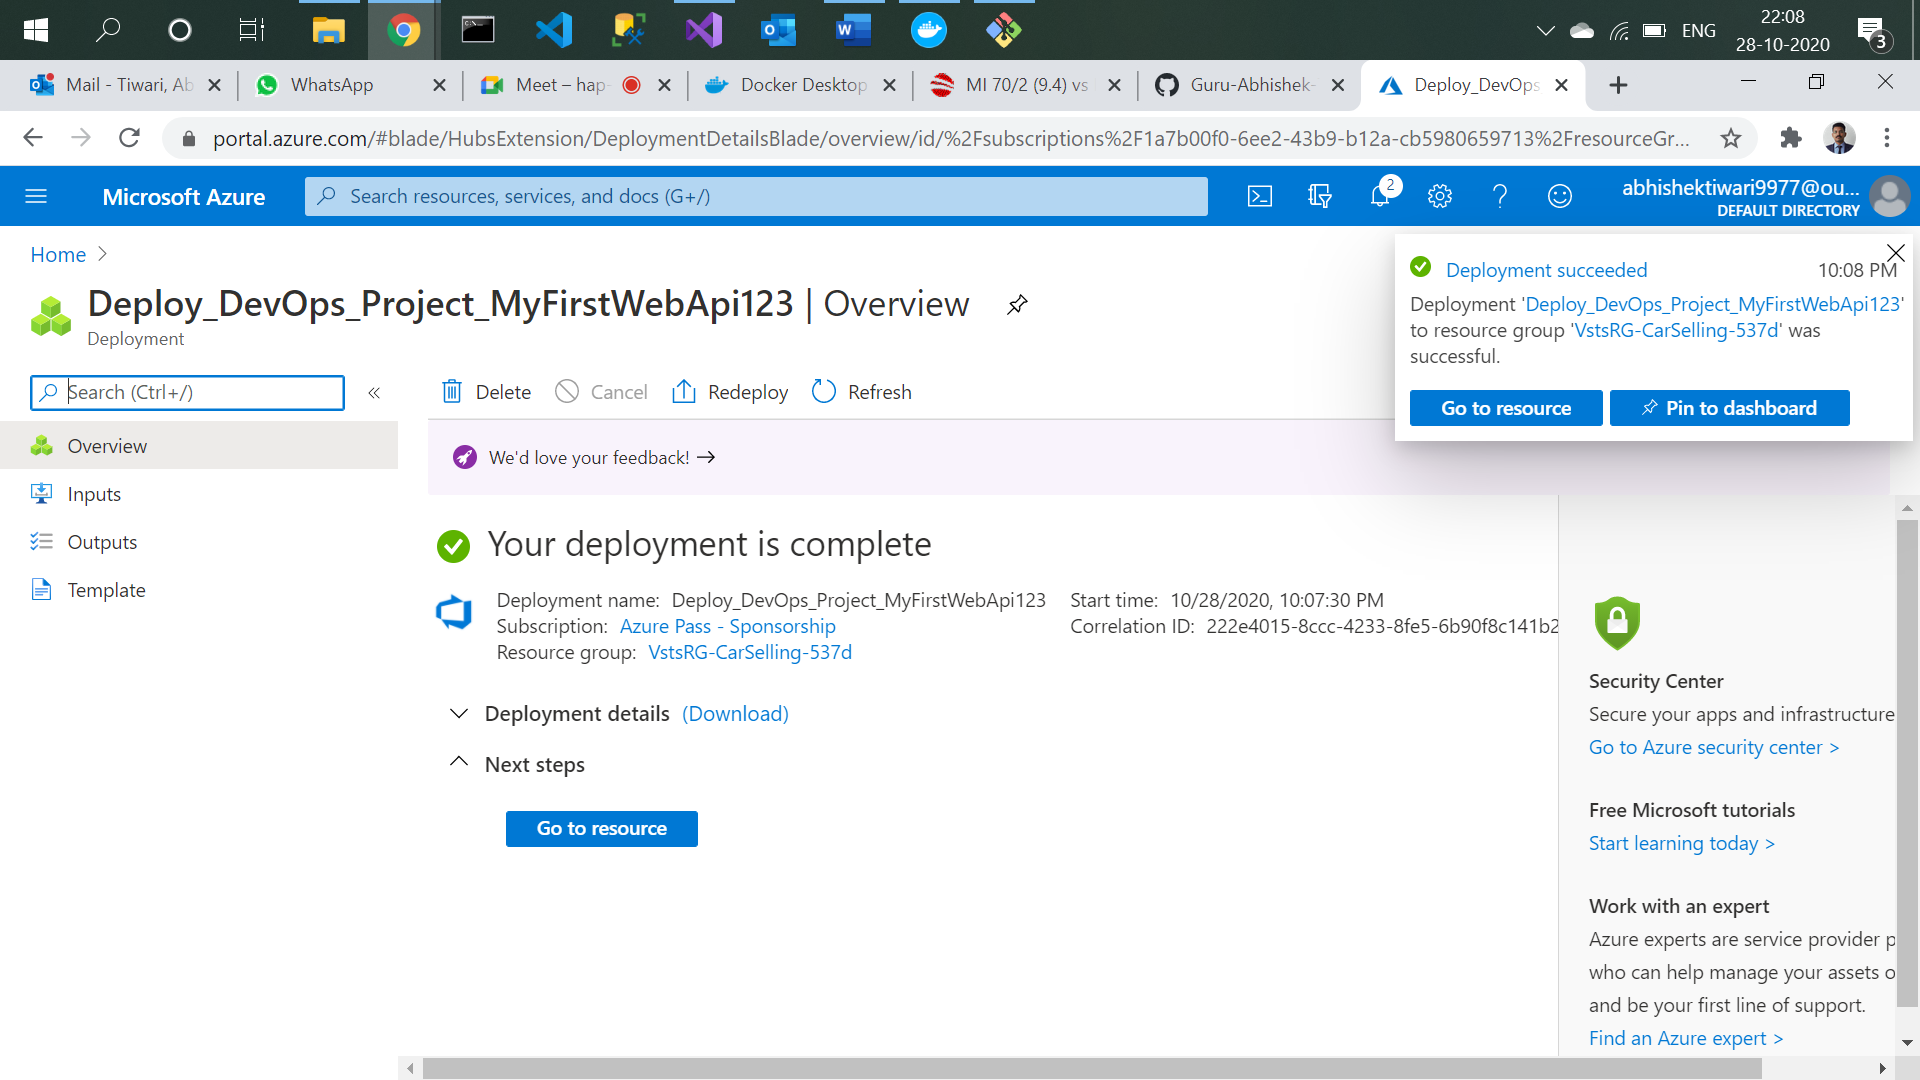 ENG
22:08
28-10-2020
3
Mail - Tiwari, Ab
WhatsApp
Meet – hap-
Docker Desktop
MI 70/2 (9.4) vs
Guru-Abhishek-
Deploy_DevOps
portal.azure.com/#blade/HubsExtension/DeploymentDetailsBlade/overview/id/%2Fsubscriptions%2F1a7b00f0-6ee2-43b9-b12a-cb5980659713%2FresourceGr...
Microsoft Azure
Search resources, services, and docs (G+/)
2
abhishektiwari9977@ou...
DEFAULT DIRECTORY
Home
Deploy_DevOps_Project_MyFirstWebApi123 | Overview
Deployment
Deployment succeeded
10:08 PM
Deployment 'Deploy_DevOps_Project_MyFirstWebApi123'
to resource group 'VstsRG-CarSelling-537d' was
successful.
Go to resource
Pin to dashboard
Search (Ctrl+/)
Delete
Cancel
Redeploy
Refresh
Overview
Inputs
Outputs
Template
We'd love your feedback! →
Your deployment is complete
Deployment name: Deploy_DevOps_Project_MyFirstWebApi123
Subscription: Azure Pass - Sponsorship
Resource group: VstsRG-CarSelling-537d
Start time: 10/28/2020, 10:07:30 PM
Correlation ID: 222e4015-8ccc-4233-8fe5-6b90f8c141b2
Deployment details (Download)
Next steps
Go to resource
Security Center
Secure your apps and infrastructure
Go to Azure security center >
Free Microsoft tutorials
Start learning today >
Work with an expert
Azure experts are service provider p
who can help manage your assets o
and be your first line of support.
Find an Azure expert >